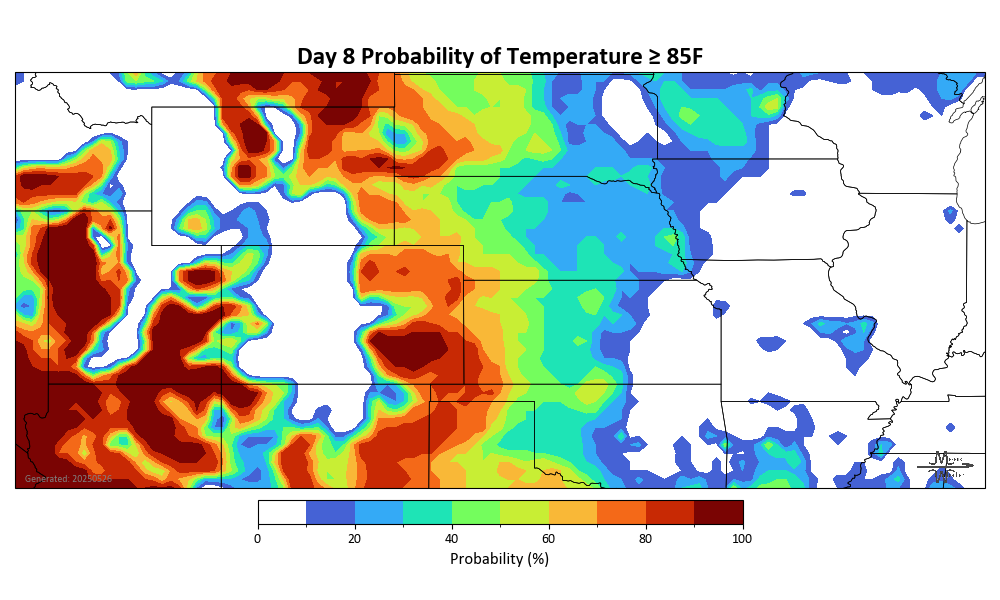 Day 8 Probability of Temperature ≥ 85F
Generated: 20250526
0 20 40 60 80 100
Probability (%)